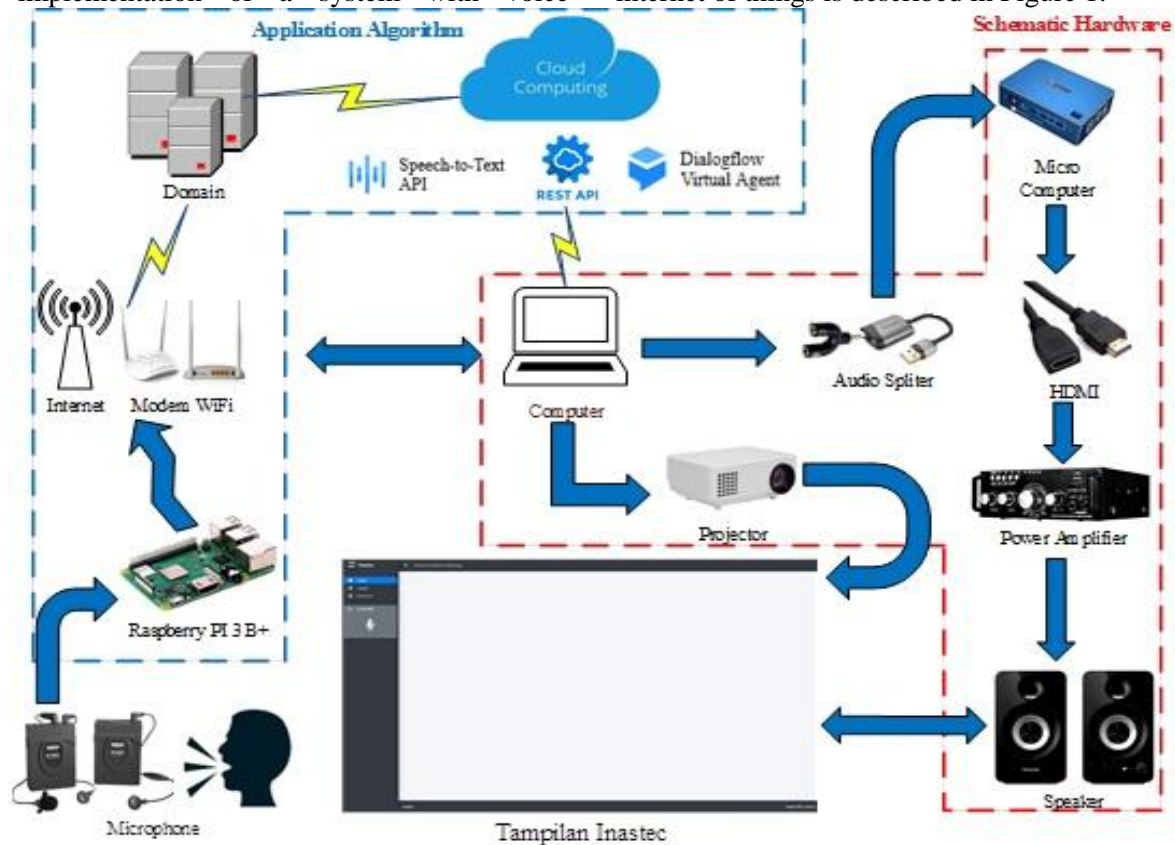 implementation of a system with voice internet of things is described in Figure 1.
Application Algorithm
Schematic Hardware
Cloud
Computing
Domain
Speech-to-Text
API
REST API
Dialogflow
Virtual Agent
Micro
Computer
Internet
Modem WiFi
Computer
Audio Spliter
HDMI
Projector
Power Amplifier
Raspberry PI 3 B+
Speaker
Microphone
Tampilan Inastec